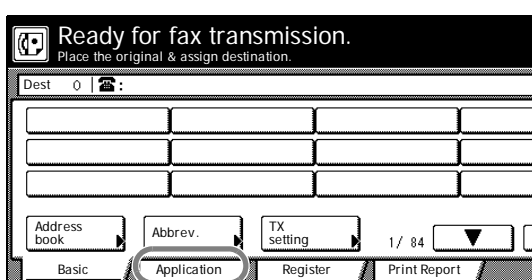 Ready for fax transmission.
Place the original & assign destination.
Dest 0 ☎:
Address book
Abbrev.
TX setting
1/ 84
Basic
Application
Register
Print Report